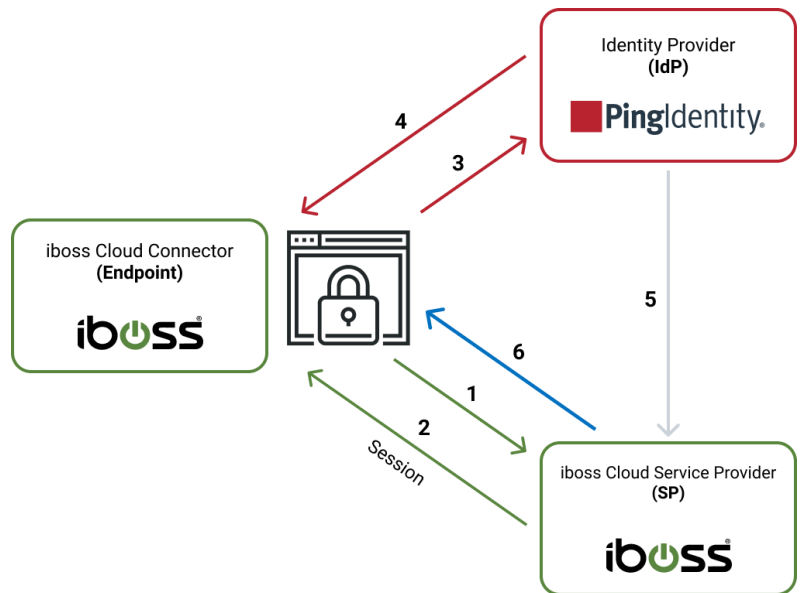 Identity Provider
(IdP)
PingIdentity®
4
3
iboss Cloud Connector
(Endpoint)
iboss®
5
6
1
2
Session
iboss Cloud Service Provider
(SP)
iboss®